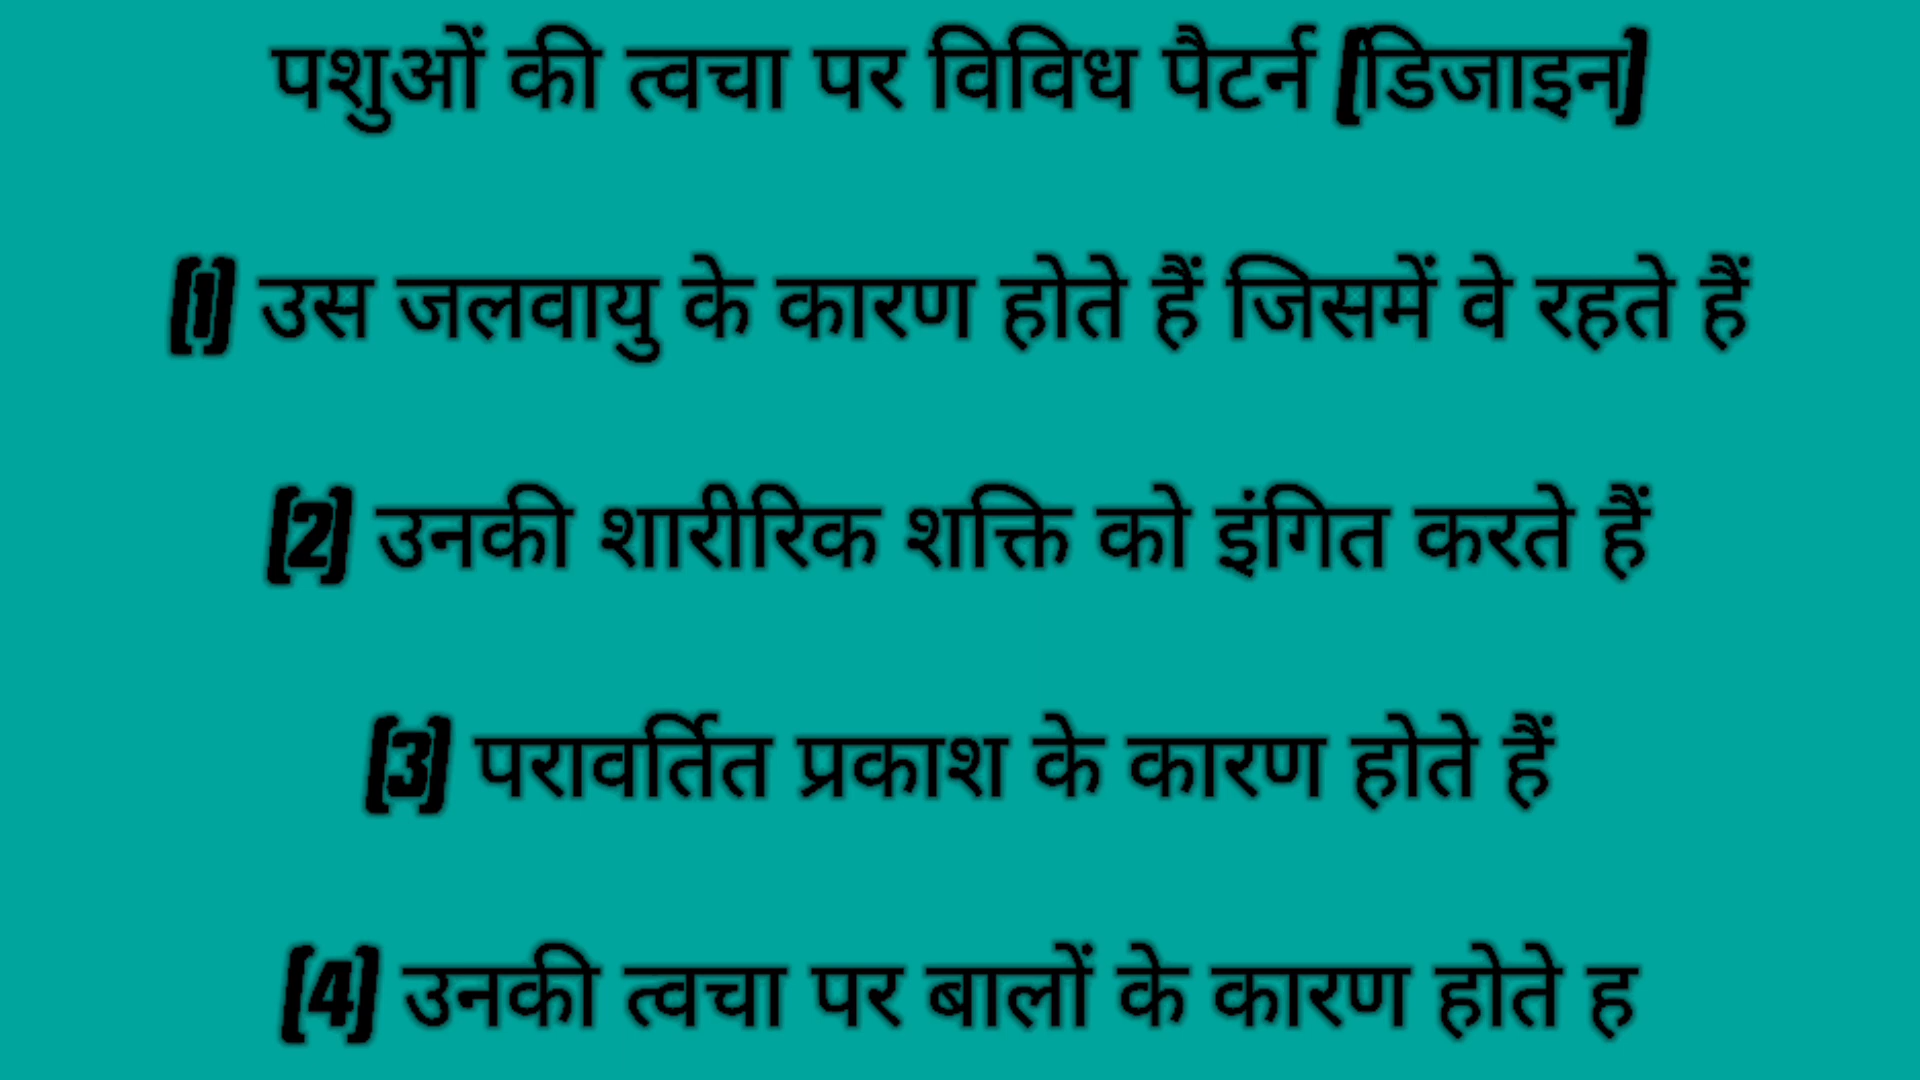 पशुओं की त्वचा पर विविध पैटर्न (डिजाइन)
(1) उस जलवायु के कारण होते हैं जिसमें वे रहते हैं
(2) उनकी शारीरिक शक्ति को इंगित करते हैं
(3) परावर्तित प्रकाश के कारण होते हैं
(4) उनकी त्वचा पर बालों के कारण होते ह